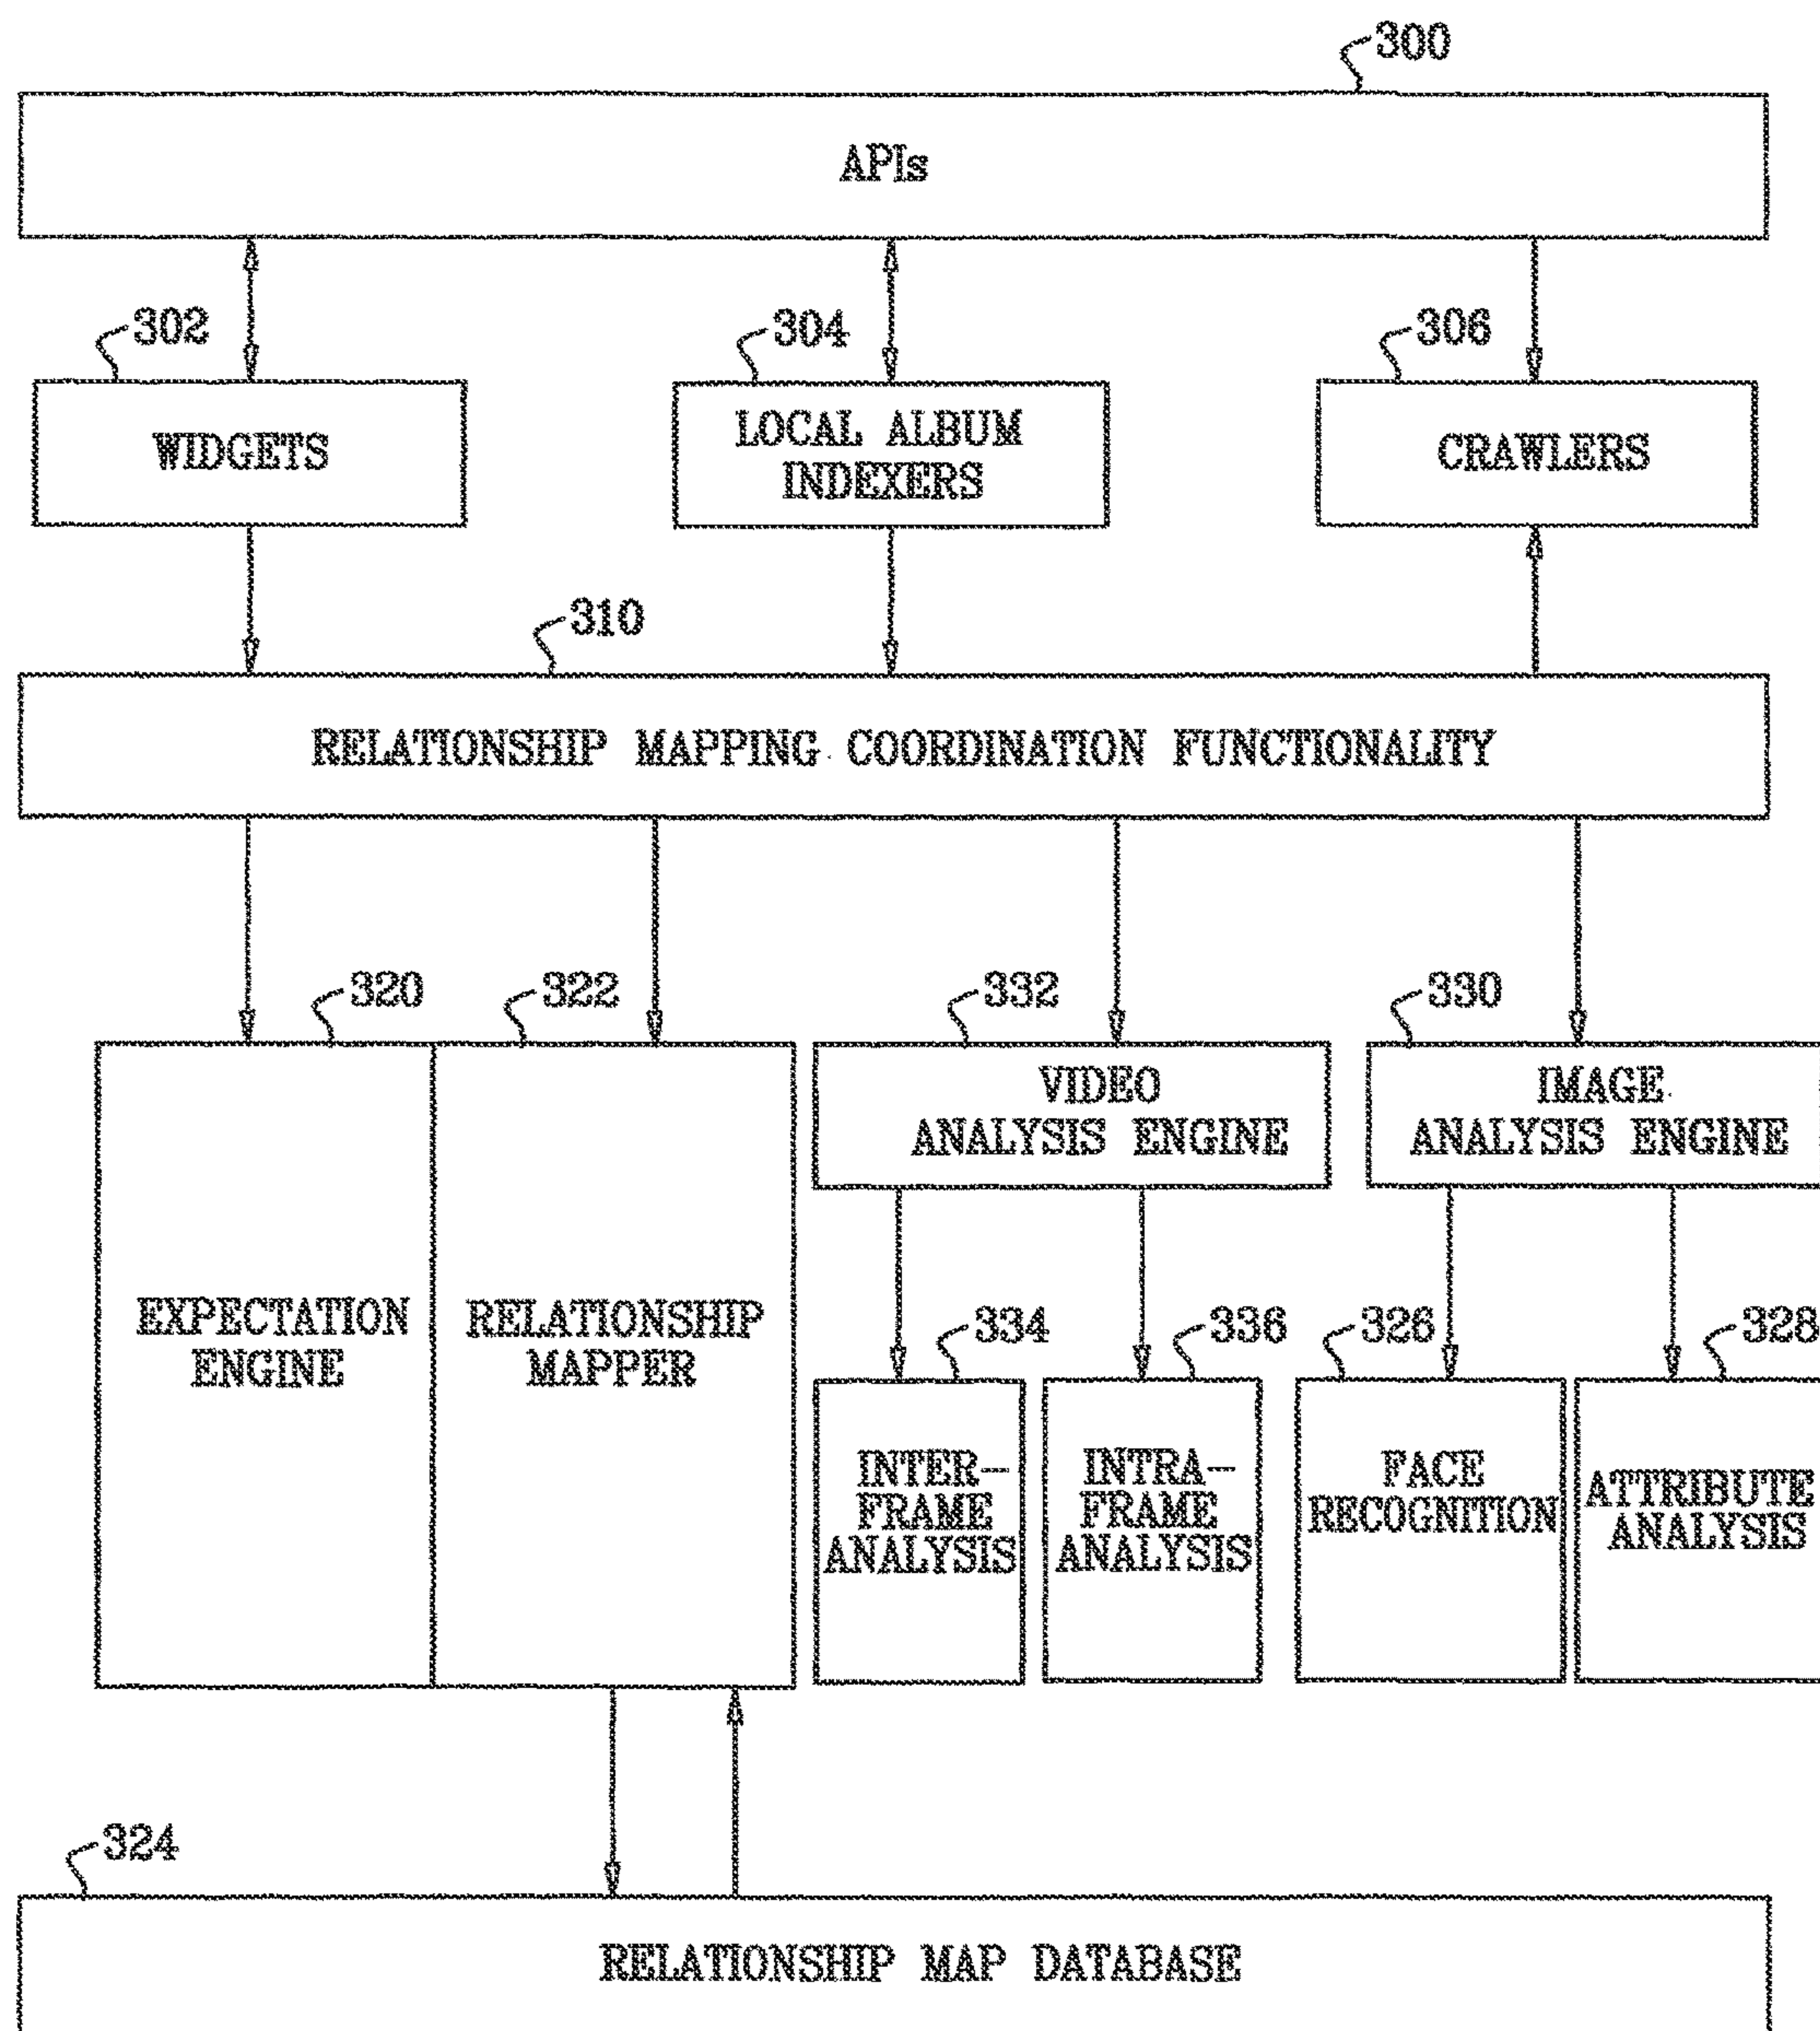 300
APIs
302
304
306
WIDGETS
LOCAL ALBUM
INDEXERS
CRAWLERS
310
RELATIONSHIP MAPPING COORDINATION FUNCTIONALITY
320
322
332
330
VIDEO
ANALYSIS ENGINE
IMAGE
ANALYSIS ENGINE
EXPECTATION
ENGINE
RELATIONSHIP
MAPPER
334
336
326
328
INTER-
FRAME
ANALYSIS
INTRA-
FRAME
ANALYSIS
FACE
RECOGNITION
ATTRIBUTE
ANALYSIS
324
RELATIONSHIP MAP DATABASE